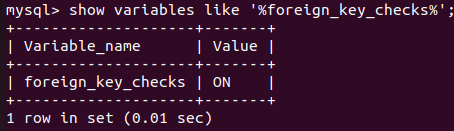 mysql> show variables like '%foreign_key_checks%';
+--------------------+-------+
| Variable_name      | Value |
+--------------------+-------+
| foreign_key_checks | ON    |
+--------------------+-------+
1 row in set (0.01 sec)